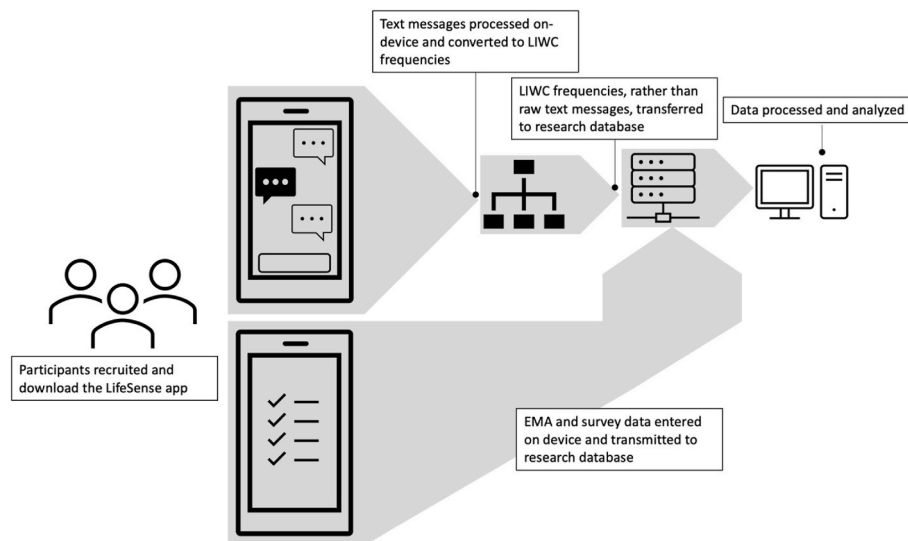 Text messages processed on-
device and converted to LIWC
frequencies
LIWC frequencies, rather than
raw text messages, transferred
to research database
Data processed and analyzed
Participants recruited and
download the LifeSense app
EMA and survey data entered
on device and transmitted to
research database